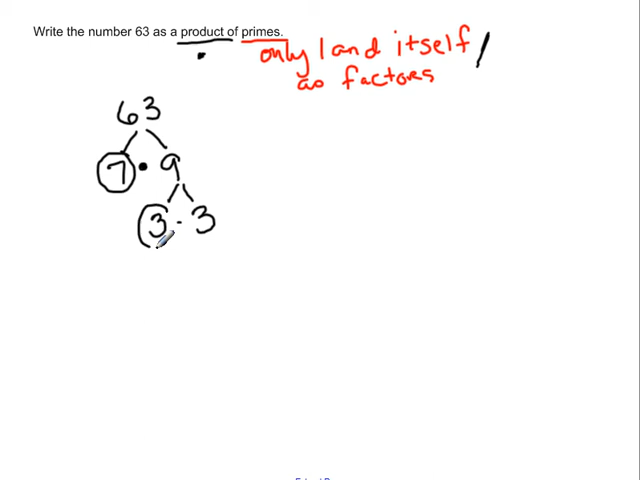 Write the number 63 as a product of primes.
only 1 and itself
as factors
63
7 • 9
3 · 3